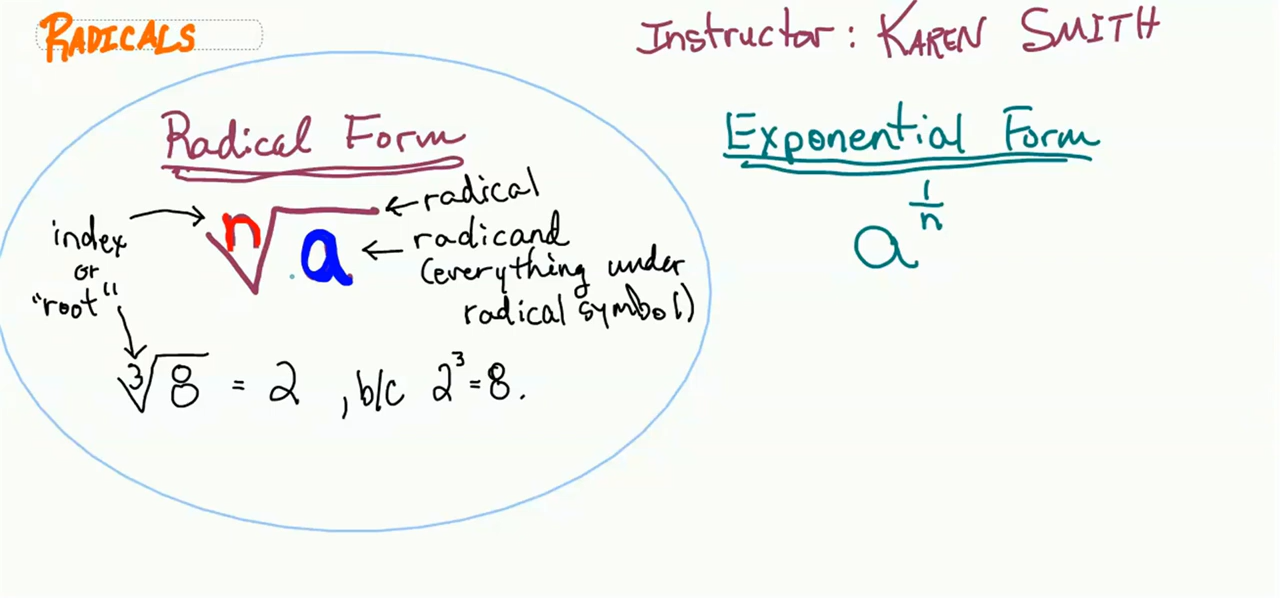 RADICALS
Instructor: KAREN SMITH
Radical Form
ⁿ√a
← radical
← radicand
(everything under
radical symbol)
index
or
"root"
³√8 = 2 , b/c 2³ = 8.
Exponential Form
a^(1/n)